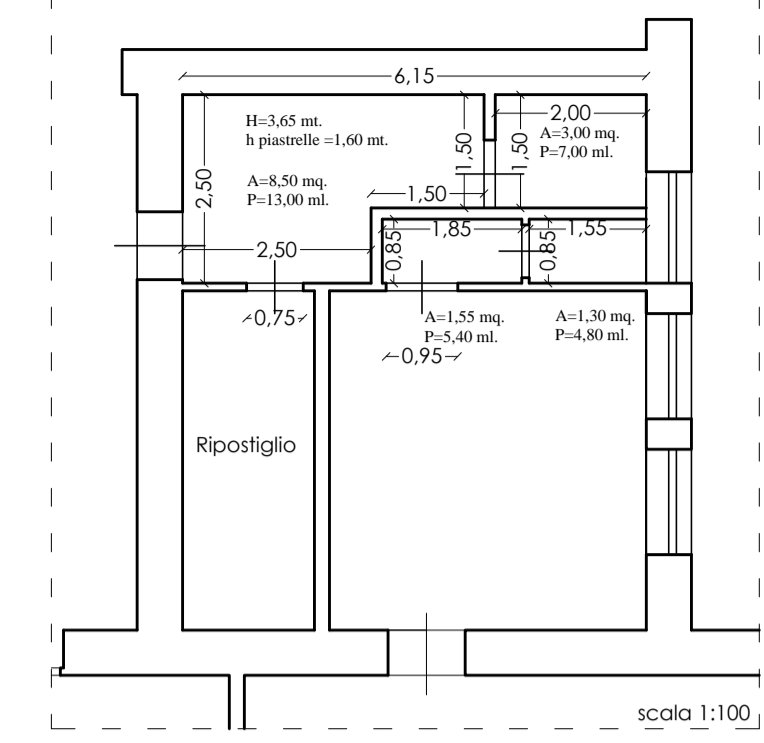 6,15
H=3,65 mt.
h piastrelle =1,60 mt.
2,50
1,50
1,50
2,00
A=3,00 mq.
P=7,00 ml.
A=8,50 mq.
P=13,00 ml.
1,50
2,50
0,85
1,85
0,85
1,55
0,75
A=1,55 mq.
P=5,40 ml.
A=1,30 mq.
P=4,80 ml.
0,95
Ripostiglio
scala 1:100